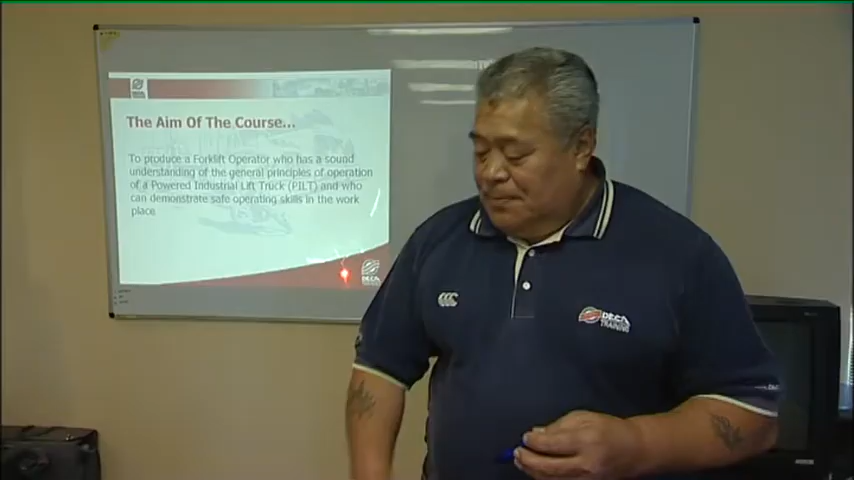 The Aim Of The Course...
To produce a Forklift Operator who has a sound
understanding of the general principles of operation
of a Powered Industrial Lift Truck (PILT) and who
can demonstrate safe operating skills in the work
place
DECA
CCC
DECA
TRAINING